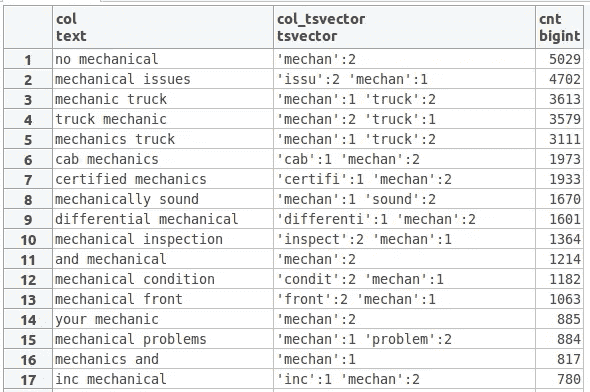 col col_tsvector cnt
text tsvector bigint
1 no mechanical 'mechan':2 5029
2 mechanical issues 'issu':2 'mechan':1 4702
3 mechanic truck 'mechan':1 'truck':2 3613
4 truck mechanic 'mechan':2 'truck':1 3579
5 mechanics truck 'mechan':1 'truck':2 3111
6 cab mechanics 'cab':1 'mechan':2 1973
7 certified mechanics 'certifi':1 'mechan':2 1933
8 mechanically sound 'mechan':1 'sound':2 1670
9 differential mechanical 'differenti':1 'mechan':2 1601
10 mechanical inspection 'inspect':2 'mechan':1 1364
11 and mechanical 'mechan':2 1214
12 mechanical condition 'condit':2 'mechan':1 1182
13 mechanical front 'front':2 'mechan':1 1063
14 your mechanic 'mechan':2 885
15 mechanical problems 'mechan':1 'problem':2 884
16 mechanics and 'mechan':1 817
17 inc mechanical 'inc':1 'mechan':2 780